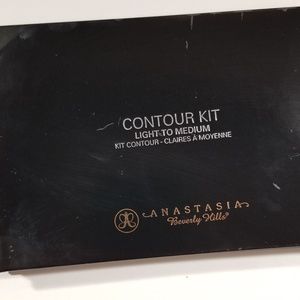 CONTOUR KIT
LIGHT TO MEDIUM
KIT CONTOUR - CLAIRES À MOYENNE
ANASTASIA
Beverly Hills®